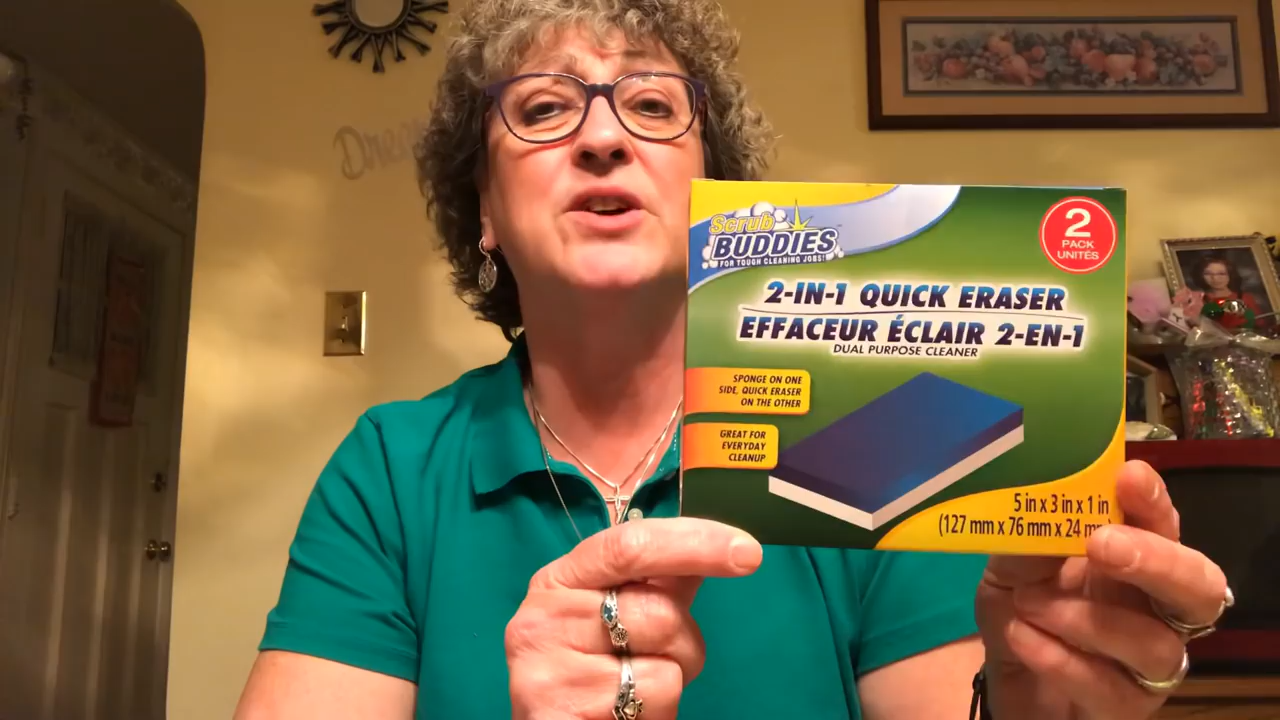 Dream
Scrub
BUDDIES
FOR TOUGH CLEANING JOBS!
2
PACK
UNITÉS
2-IN-1 QUICK ERASER
EFFACEUR ÉCLAIR 2-EN-1
DUAL PURPOSE CLEANER
SPONGE ON ONE
SIDE, QUICK ERASER
ON THE OTHER
GREAT FOR
EVERYDAY
CLEANUP
5 in x 3 in x 1 in
(127 mm x 76 mm x 24 m